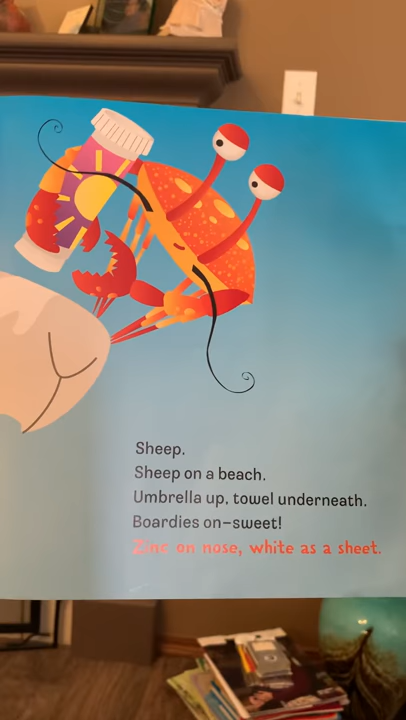 Sheep.
Sheep on a beach.
Umbrella up, towel underneath.
Boardies on–sweet!
Zinc on nose, white as a sheet.